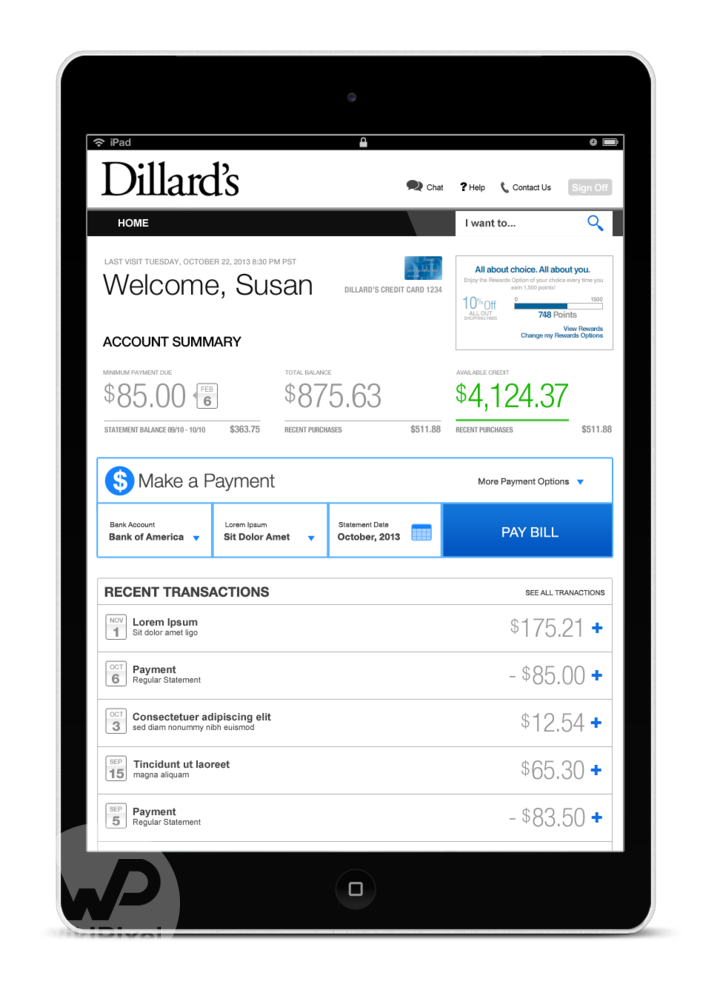 iPad
Dillard's
Chat
? Help
Contact Us
Sign Off
HOME
I want to...
LAST VISIT TUESDAY, OCTOBER 22, 2013 8:30 PM PST
Welcome, Susan
DILLARD'S CREDIT CARD 1234
All about choice. All about you.
Enjoy the Rewards Option of your choice every time you
earn 1,500 points!
10% Off
ALL OUT
SHOPPING PASS
0
1500
748 Points
View Rewards
Change my Rewards Options
ACCOUNT SUMMARY
MINIMUM PAYMENT DUE
$85.00
FEB
6
STATEMENT BALANCE 09/10 - 10/10
$363.75
TOTAL BALANCE
$875.63
RECENT PURCHASES
$511.88
AVAILABLE CREDIT
$4,124.37
RECENT PURCHASES
$511.88
$ Make a Payment
More Payment Options
Bank Account
Bank of America
Lorem Ipsum
Sit Dolor Amet
Statement Date
October, 2013
PAY BILL
RECENT TRANSACTIONS
SEE ALL TRANACTIONS
NOV
1
Lorem Ipsum
Sit dolor amet ligo
$175.21 +
OCT
6
Payment
Regular Statement
- $85.00 +
OCT
3
Consectetuer adipiscing elit
sed diam nonummy nibh euismod
$12.54 +
SEP
15
Tincidunt ut laoreet
magna aliquam
$65.30 +
SEP
5
Payment
Regular Statement
- $83.50 +